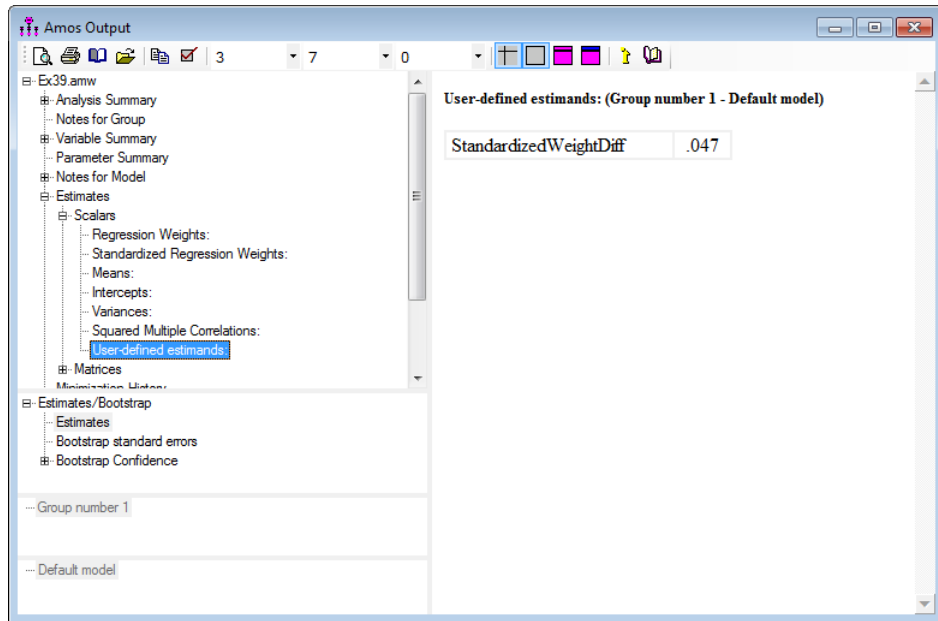 Amos Output
3 7 0
Ex39.amw
Analysis Summary
Notes for Group
Variable Summary
Parameter Summary
Notes for Model
Estimates
Scalars
Regression Weights:
Standardized Regression Weights:
Means:
Intercepts:
Variances:
Squared Multiple Correlations:
User-defined estimands:
Matrices
Minimization History
Estimates/Bootstrap
Estimates
Bootstrap standard errors
Bootstrap Confidence
Group number 1
Default model
User-defined estimands: (Group number 1 - Default model)
StandardizedWeightDiff .047